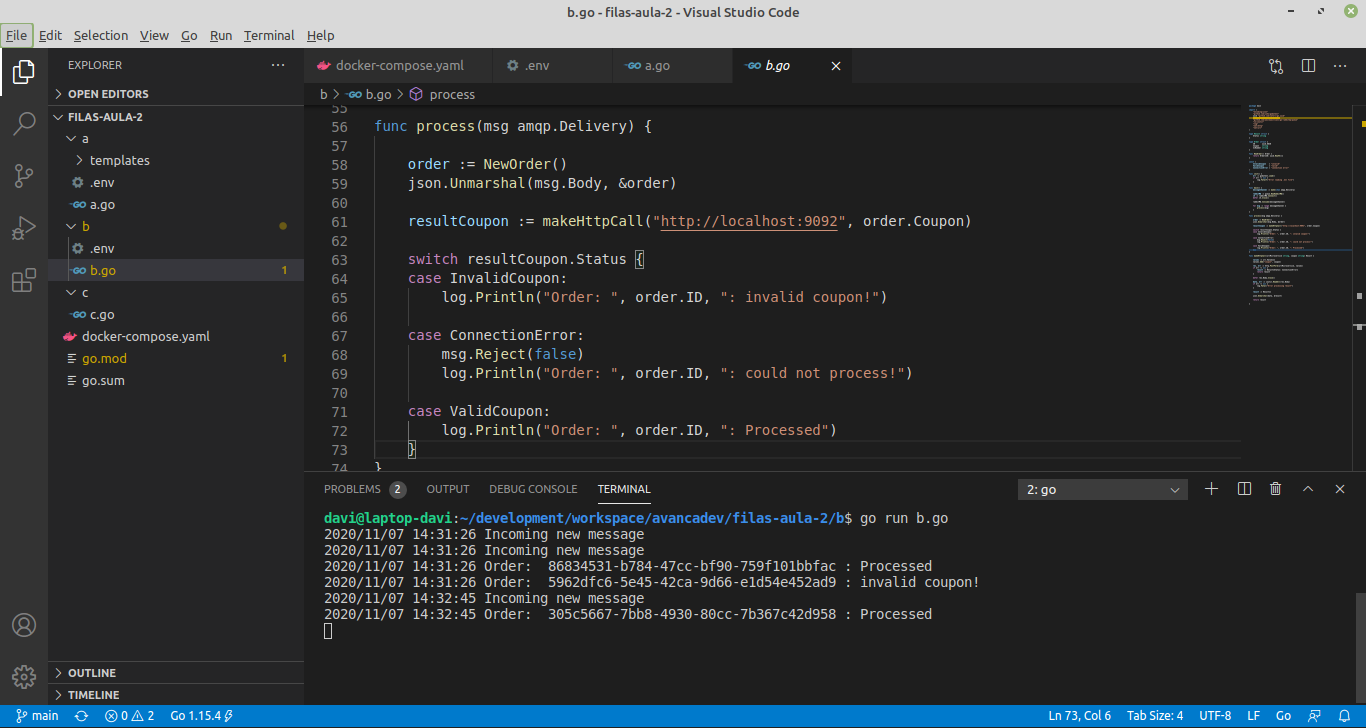 b.go - filas-aula-2 - Visual Studio Code
File Edit Selection View Go Run Terminal Help
EXPLORER
OPEN EDITORS
FILAS-AULA-2
a
templates
.env
a.go
b
.env
b.go 1
c
c.go
docker-compose.yaml
go.mod 1
go.sum
OUTLINE
TIMELINE
docker-compose.yaml .env a.go b.go
b b.go process
55
56 func process(msg amqp.Delivery) {
57
58 order := NewOrder()
59 json.Unmarshal(msg.Body, &order)
60
61 resultCoupon := makeHttpCall("http://localhost:9092", order.Coupon)
62
63 switch resultCoupon.Status {
64 case InvalidCoupon:
65 log.Println("Order: ", order.ID, ": invalid coupon!")
66
67 case ConnectionError:
68 msg.Reject(false)
69 log.Println("Order: ", order.ID, ": could not process!")
70
71 case ValidCoupon:
72 log.Println("Order: ", order.ID, ": Processed")
73 }
74 }
PROBLEMS 2 OUTPUT DEBUG CONSOLE TERMINAL 2: go
davi@laptop-davi:~/development/workspace/avancadev/filas-aula-2/b$ go run b.go
2020/11/07 14:31:26 Incoming new message
2020/11/07 14:31:26 Incoming new message
2020/11/07 14:31:26 Order:  86834531-b784-47cc-bf90-759f101bbfac : Processed
2020/11/07 14:31:26 Order:  5962dfc6-5e45-42ca-9d66-e1d54e452ad9 : invalid coupon!
2020/11/07 14:32:45 Incoming new message
2020/11/07 14:32:45 Order:  305c5667-7bb8-4930-80cc-7b367c42d958 : Processed
main 0 2 Go 1.15.4 Ln 73, Col 6 Tab Size: 4 UTF-8 LF Go